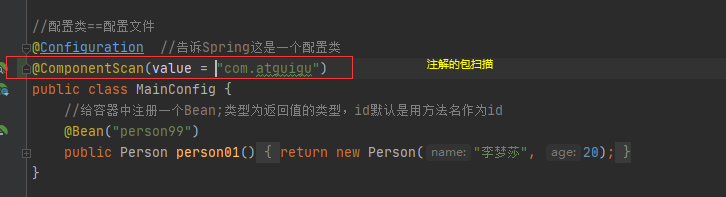 //配置类==配置文件
@Configuration //告诉Spring这是一个配置类
@ComponentScan(value = "com.atguigu") 注解的包扫描
public class MainConfig {
//给容器中注册一个Bean;类型为返回值的类型，id默认是用方法名作为id
@Bean("person99")
public Person person01() { return new Person( name: "李梦莎", age: 20); }
}